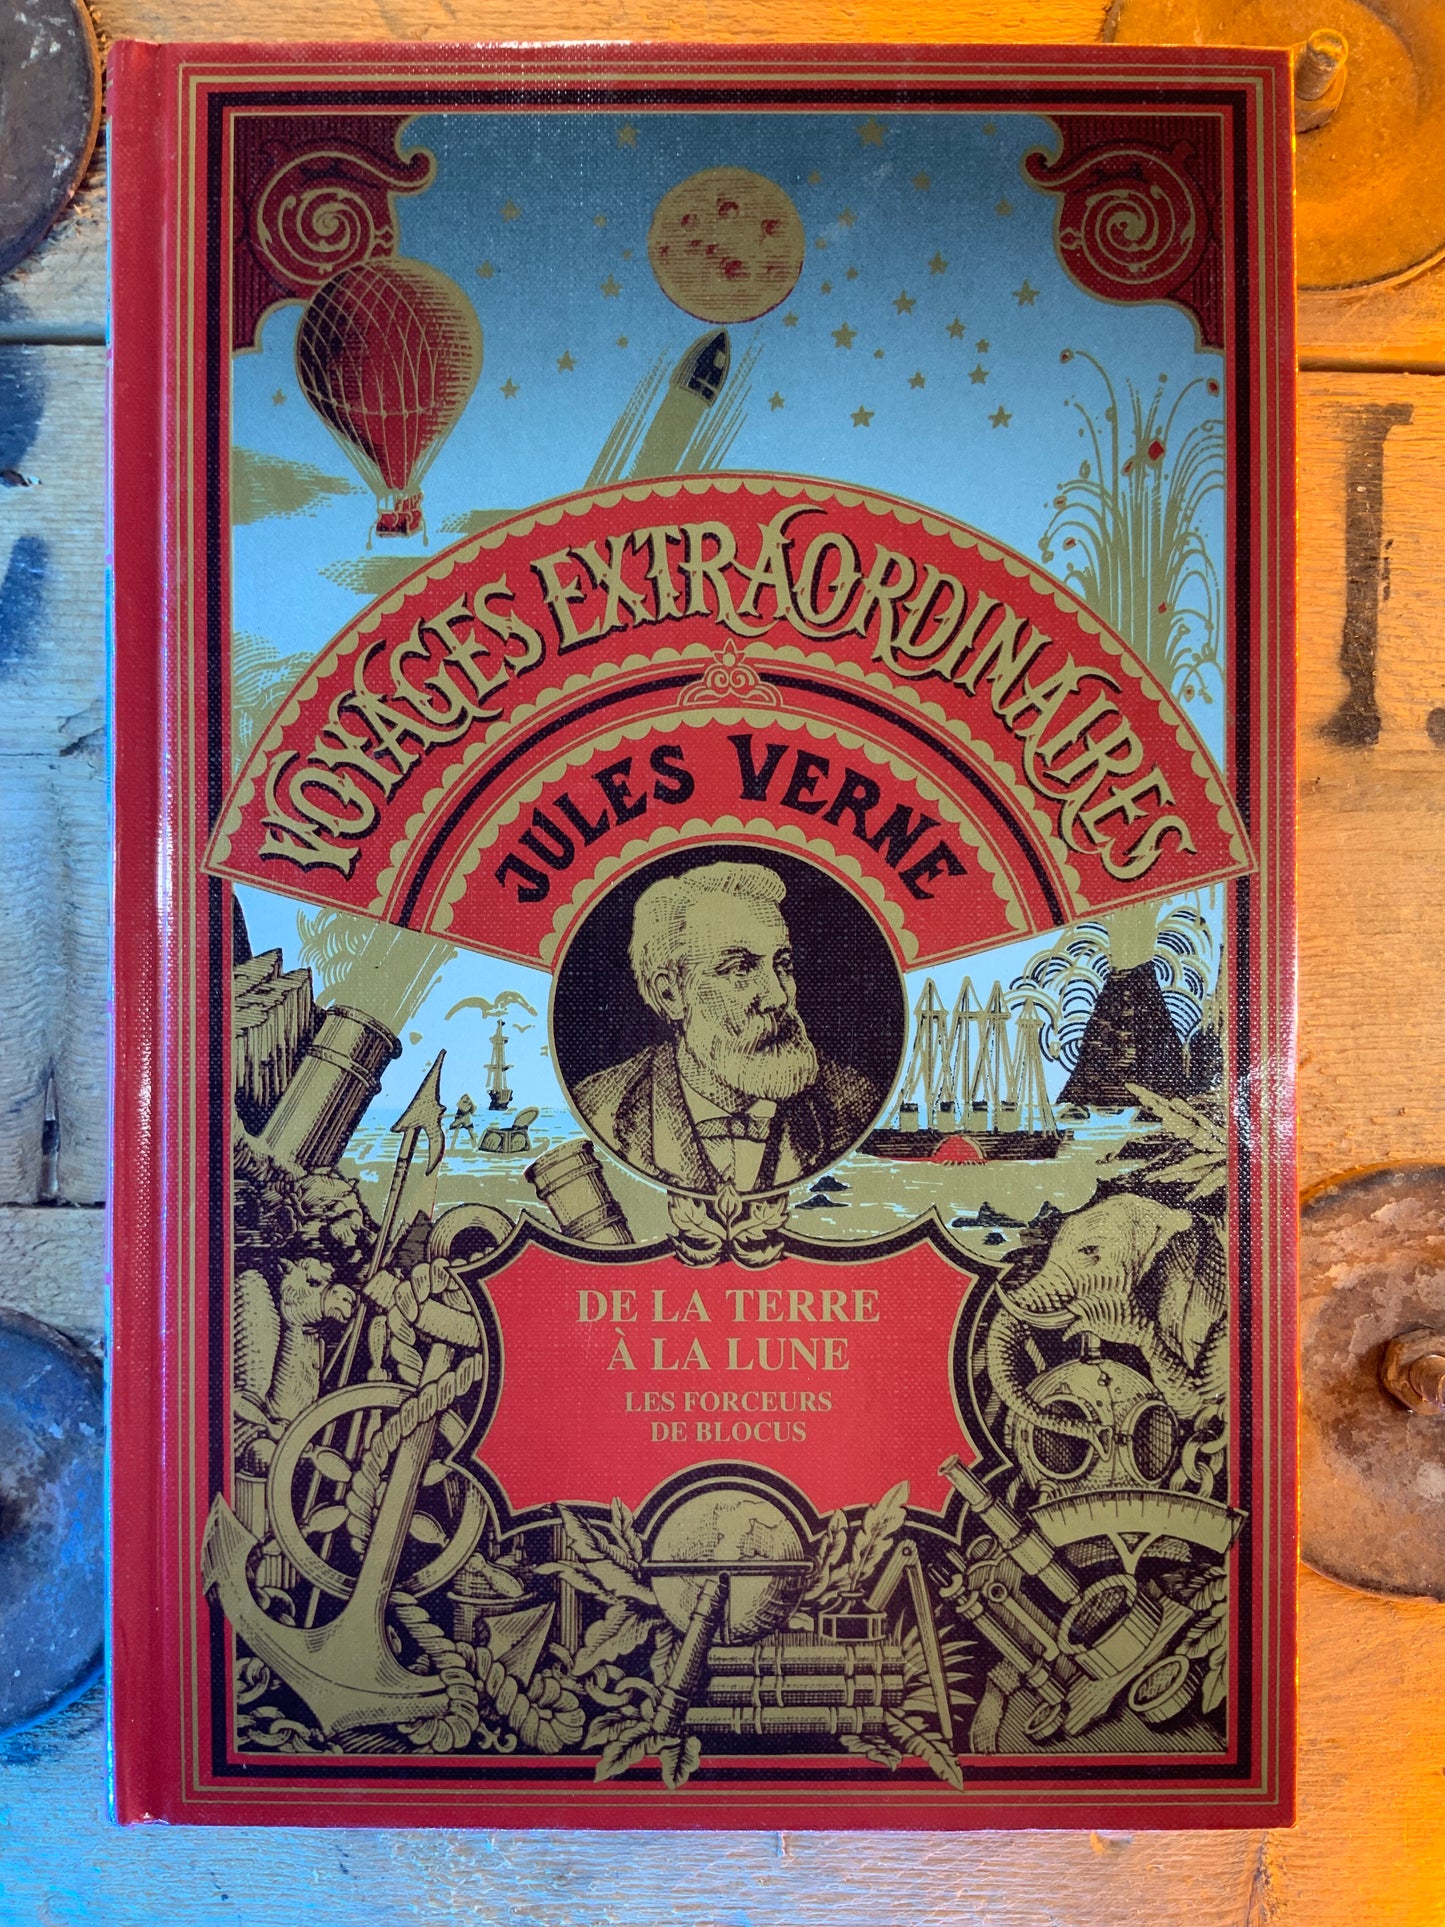 VOYAGES EXTRAORDINAIRES
JULES VERNE
DE LA TERRE
À LA LUNE
LES FORCEURS
DE BLOCUS
I.